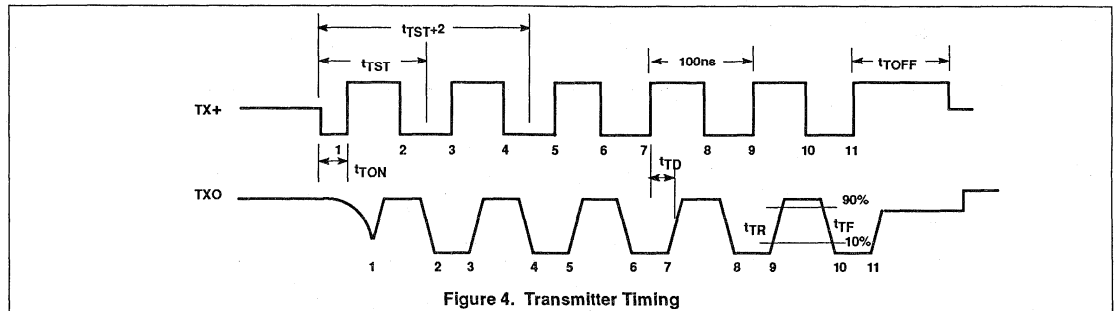 tTST+2
tTST
100ns
tTOFF
TX+
1 2 3 4 5 6 7 8 9 10 11
tTON
tTD
TXO
90%
tTR
tTF
10%
1 2 3 4 5 6 7 8 9 10 11
Figure 4. Transmitter Timing